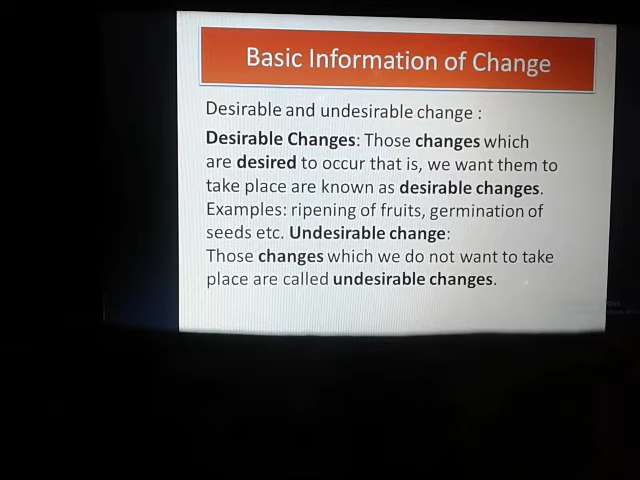 Basic Information of Change
Desirable and undesirable change :
Desirable Changes: Those changes which
are desired to occur that is, we want them to
take place are known as desirable changes.
Examples: ripening of fruits, germination of
seeds etc. Undesirable change:
Those changes which we do not want to take
place are called undesirable changes.